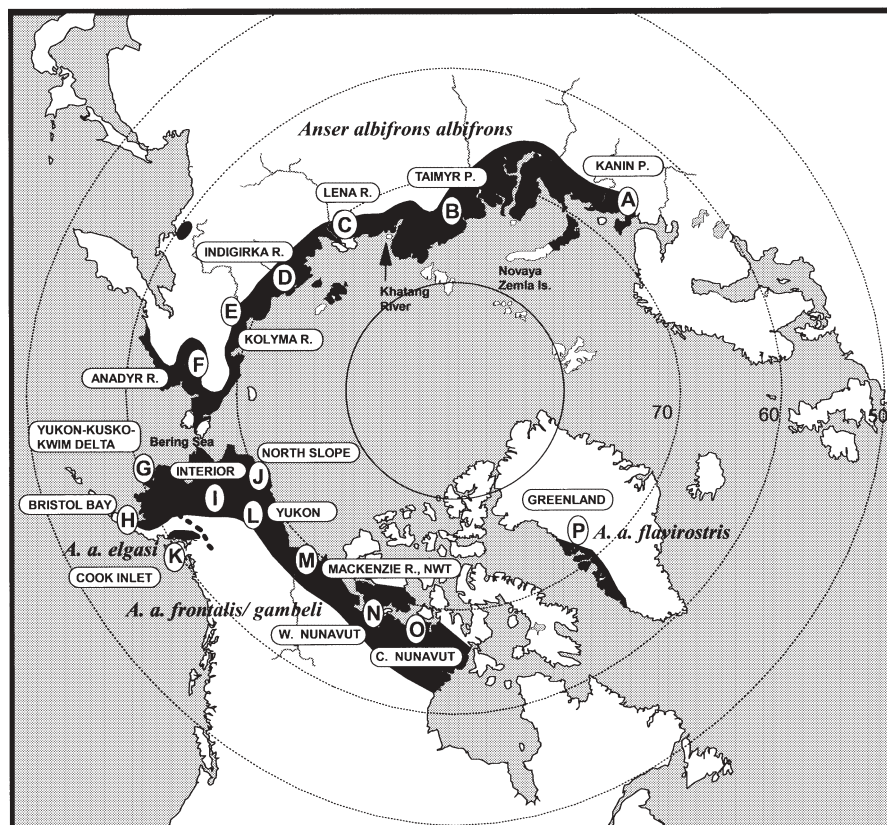 Anser albifrons albifrons
KANIN P.
TAIMYR P.
A
LENA R.
B
C
INDIGIRKA R.
D
Novaya
Zemla Is.
Khatang
River
E
KOLYMA R.
F
ANADYR R.
70
60
50
YUKON-KUSKO-
KWIM DELTA
Bering Sea
NORTH SLOPE
G
INTERIOR
J
I
GREENLAND
BRISTOL BAY
H
L
YUKON
P
A. a. flavirostris
A. a. elgasi
K
M
COOK INLET
MACKENZIE R., NWT
A. a. frontalis/ gambeli
N
O
W. NUNAVUT
C. NUNAVUT